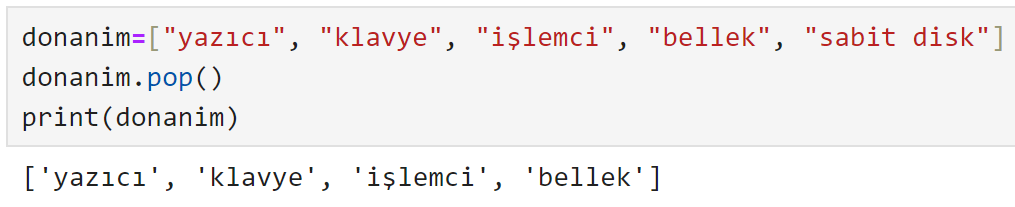 donanim=["yazıcı", "klavye", "işlemci", "bellek", "sabit disk"]
donanim.pop()
print(donanim)
['yazıcı', 'klavye', 'işlemci', 'bellek']